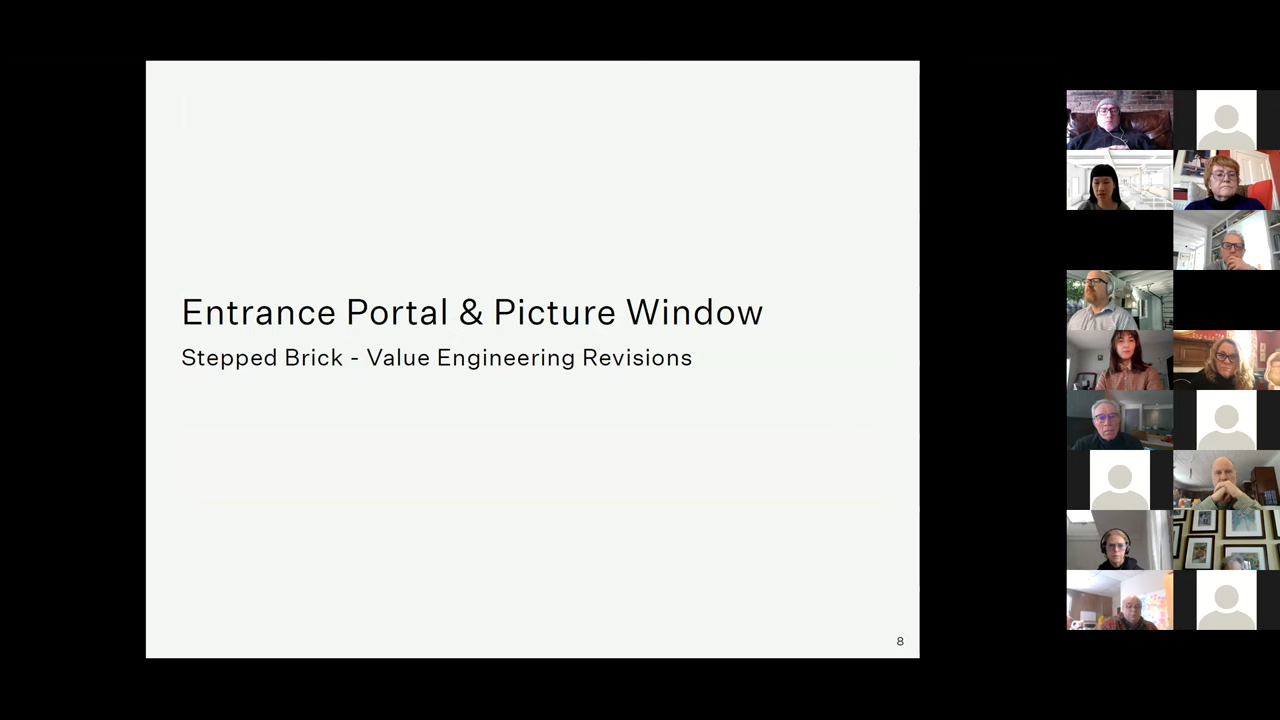 Entrance Portal & Picture Window
Stepped Brick - Value Engineering Revisions
8